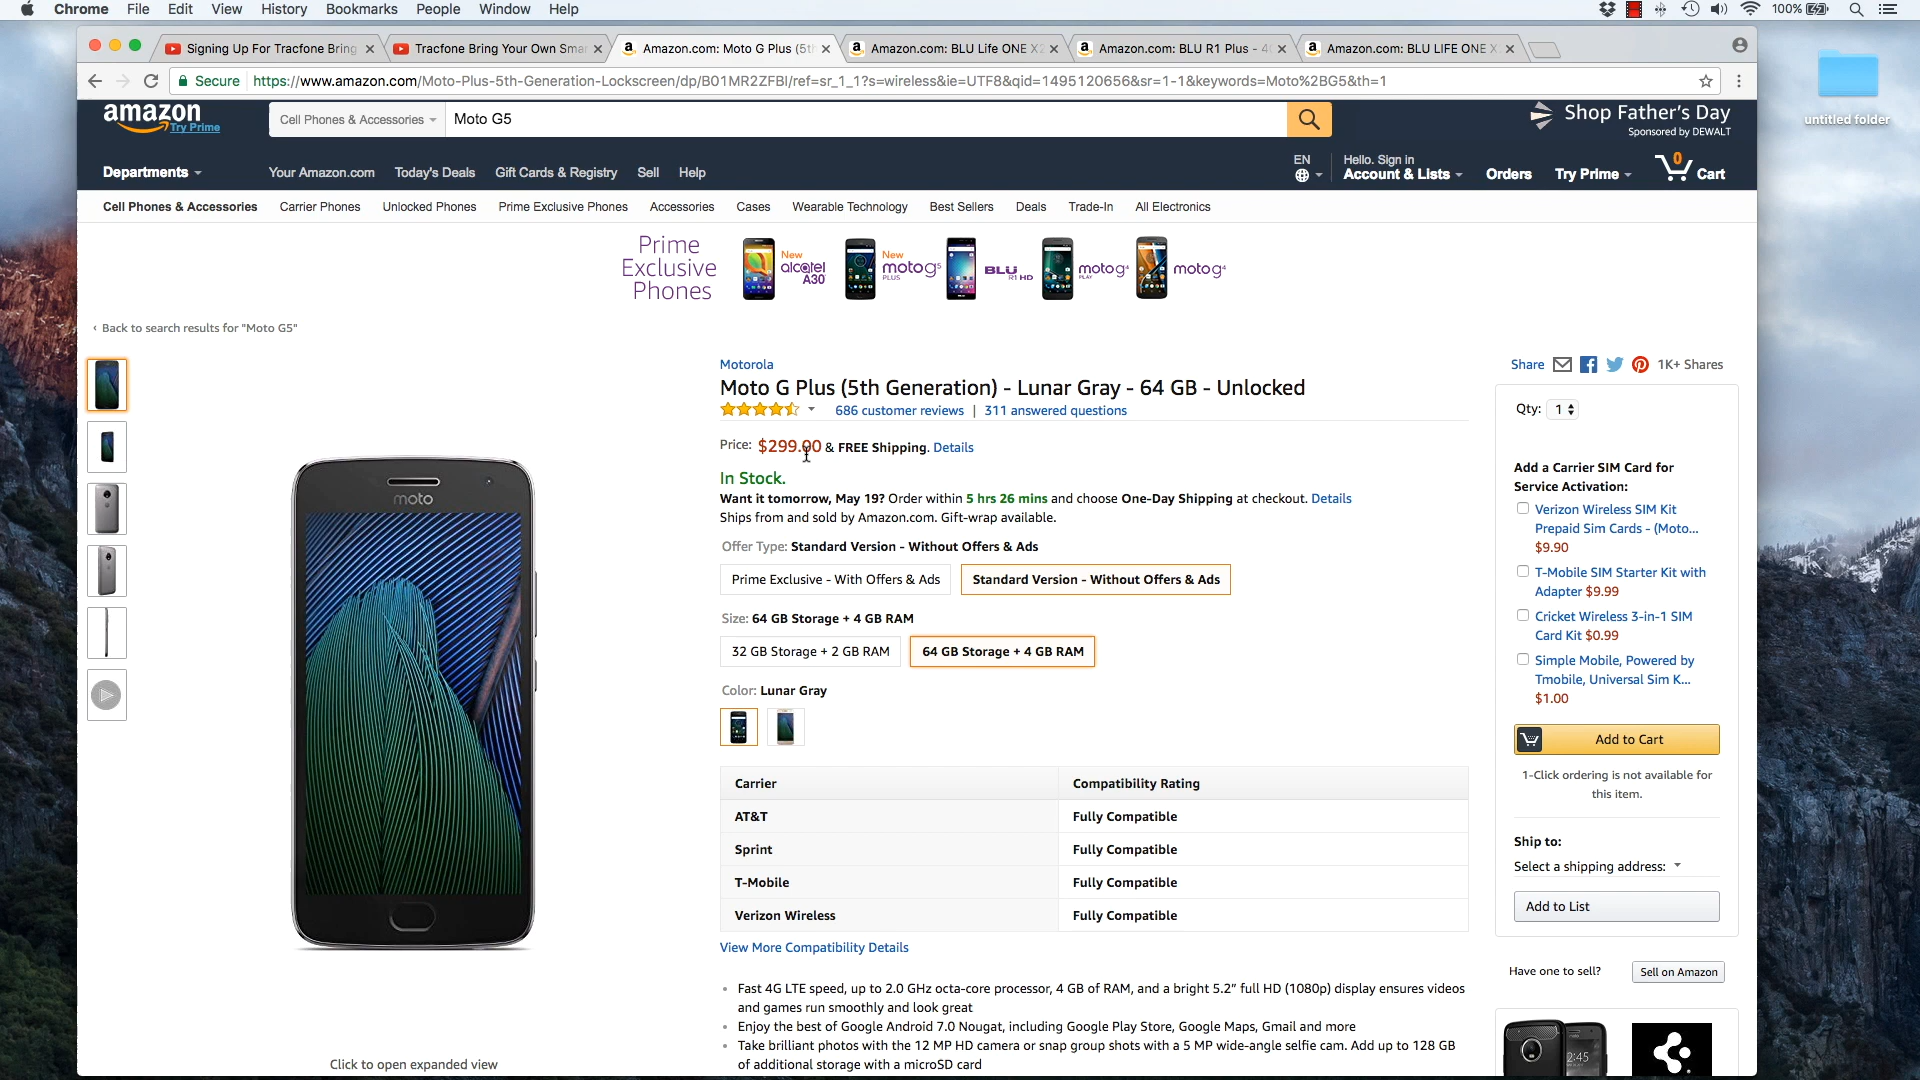 Chrome File Edit View History Bookmarks People Window Help 100%
Signing Up For Tracfone Bring Tracfone Bring Your Own Sma Amazon.com: Moto G Plus (5t Amazon.com: BLU Life ONE X2 Amazon.com: BLU R1 Plus - 4 Amazon.com: BLU LIFE ONE X
Secure https://www.amazon.com/Moto-Plus-5th-Generation-Lockscreen/dp/B01MR2ZFBI/ref=sr_1_1?s=wireless&ie=UTF8&qid=1495120656&sr=1-1&keywords=Moto%2BG5&th=1
untitled folder
amazon
Try Prime
Cell Phones & Accessories Moto G5
Shop Father's Day
Sponsored by DEWALT
Departments Your Amazon.com Today's Deals Gift Cards & Registry Sell Help
EN
Hello. Sign in
Account & Lists Orders Try Prime 0 Cart
Cell Phones & Accessories Carrier Phones Unlocked Phones Prime Exclusive Phones Accessories Cases Wearable Technology Best Sellers Deals Trade-In All Electronics
Prime
Exclusive
Phones
New
alcatel
A30
New
moto g5
PLUS
BLU R1 HD
moto g4
PLAY
moto g4
‹ Back to search results for "Moto G5"
moto
Motorola
Moto G Plus (5th Generation) - Lunar Gray - 64 GB - Unlocked
686 customer reviews | 311 answered questions
Price: $299.00 & FREE Shipping. Details
In Stock.
Want it tomorrow, May 19? Order within 5 hrs 26 mins and choose One-Day Shipping at checkout. Details
Ships from and sold by Amazon.com. Gift-wrap available.
Offer Type: Standard Version - Without Offers & Ads
Prime Exclusive - With Offers & Ads Standard Version - Without Offers & Ads
Size: 64 GB Storage + 4 GB RAM
32 GB Storage + 2 GB RAM 64 GB Storage + 4 GB RAM
Color: Lunar Gray
Carrier Compatibility Rating
AT&T Fully Compatible
Sprint Fully Compatible
T-Mobile Fully Compatible
Verizon Wireless Fully Compatible
View More Compatibility Details
• Fast 4G LTE speed, up to 2.0 GHz octa-core processor, 4 GB of RAM, and a bright 5.2" full HD (1080p) display ensures videos
and games run smoothly and look great
• Enjoy the best of Google Android 7.0 Nougat, including Google Play Store, Google Maps, Gmail and more
• Take brilliant photos with the 12 MP HD camera or snap group shots with a 5 MP wide-angle selfie cam. Add up to 128 GB
of additional storage with a microSD card
Click to open expanded view
Share 1K+ Shares
Qty: 1
Add a Carrier SIM Card for
Service Activation:
Verizon Wireless SIM Kit
Prepaid Sim Cards - (Moto...
$9.90
T-Mobile SIM Starter Kit with
Adapter $9.99
Cricket Wireless 3-in-1 SIM
Card Kit $0.99
Simple Mobile, Powered by
Tmobile, Universal Sim K...
$1.00
Add to Cart
1-Click ordering is not available for
this item.
Ship to:
Select a shipping address:
Add to List
Have one to sell? Sell on Amazon
2:45